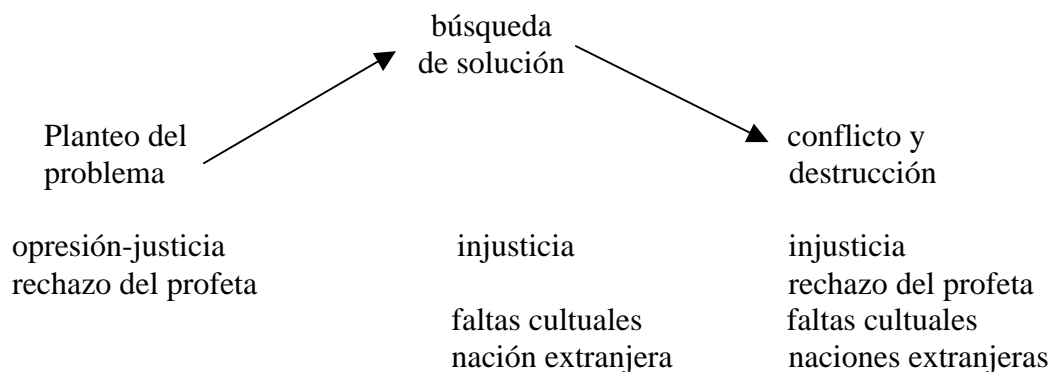 búsqueda
de solución
Planteo del
problema
conflicto y
destrucción
opresión-justicia
rechazo del profeta
injusticia
faltas cultuales
nación extranjera
injusticia
rechazo del profeta
faltas cultuales
naciones extranjeras